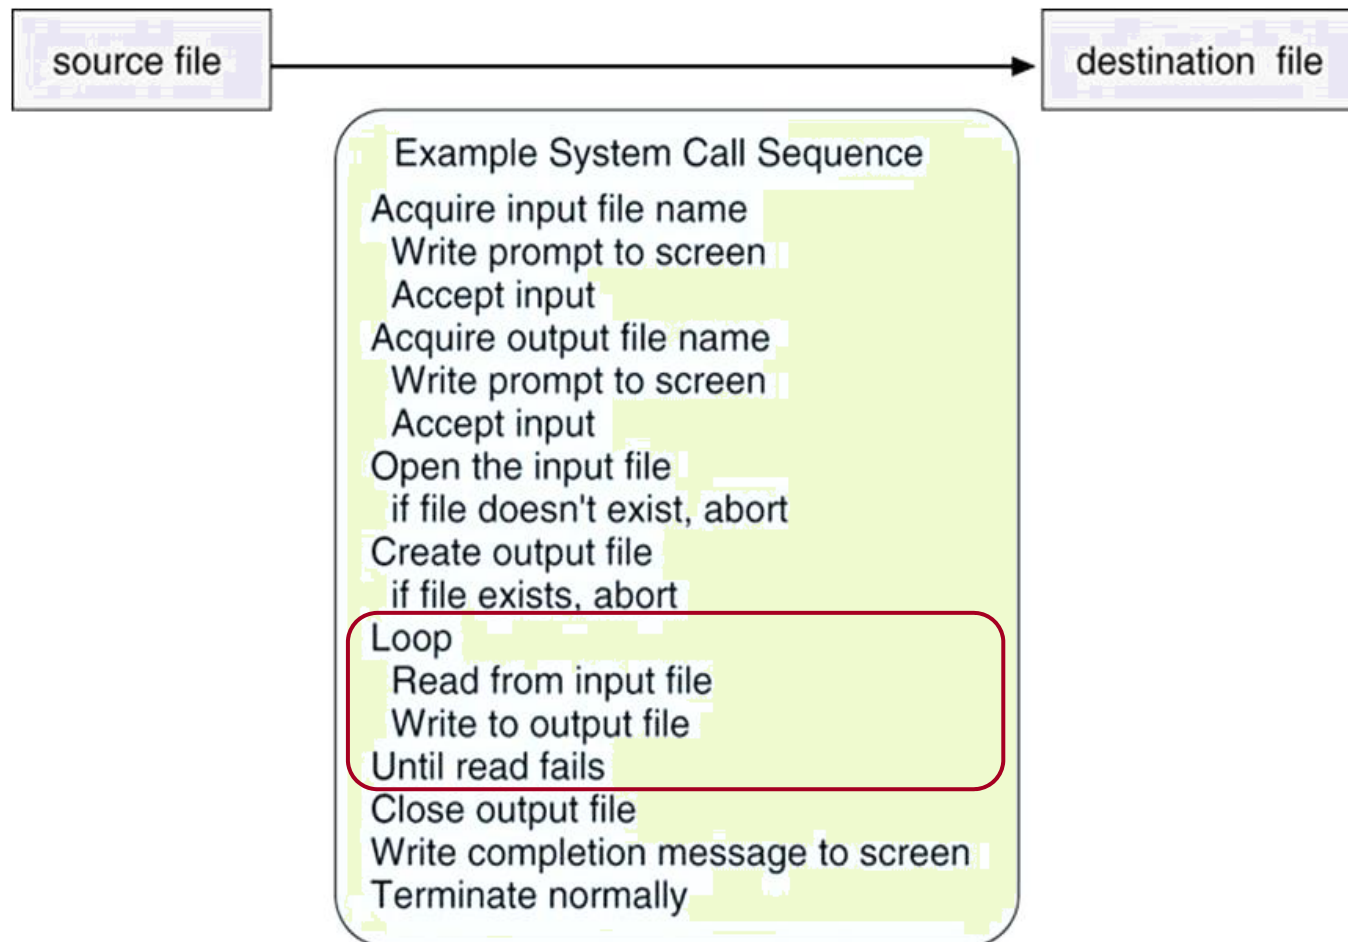 source file
destination file
Example System Call Sequence
Acquire input file name
Write prompt to screen
Accept input
Acquire output file name
Write prompt to screen
Accept input
Open the input file
if file doesn't exist, abort
Create output file
if file exists, abort
Loop
Read from input file
Write to output file
Until read fails
Close output file
Write completion message to screen
Terminate normally